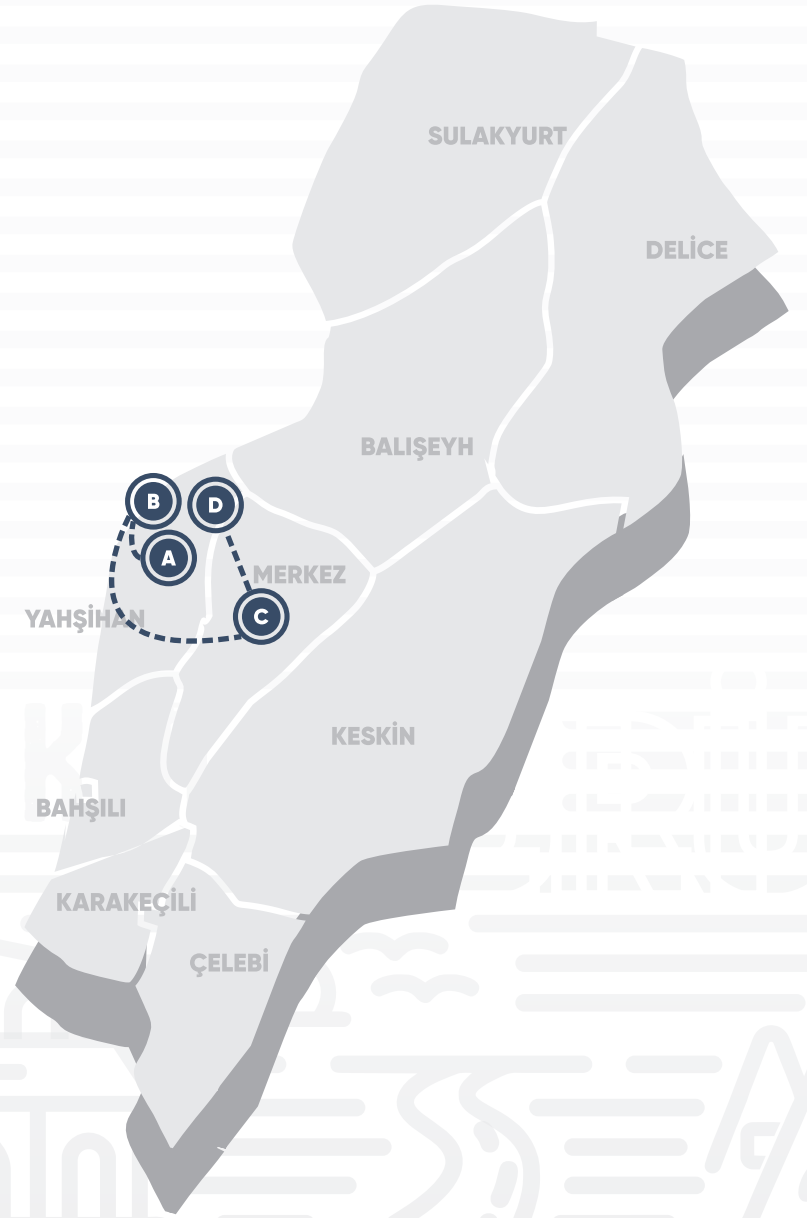 SULAKYURT
DELİCE
BALIŞEYH
B
D
A
MERKEZ
C
YAHŞİHAN
KESKİN
BAHŞILI
KARAKEÇİLİ
ÇELEBİ